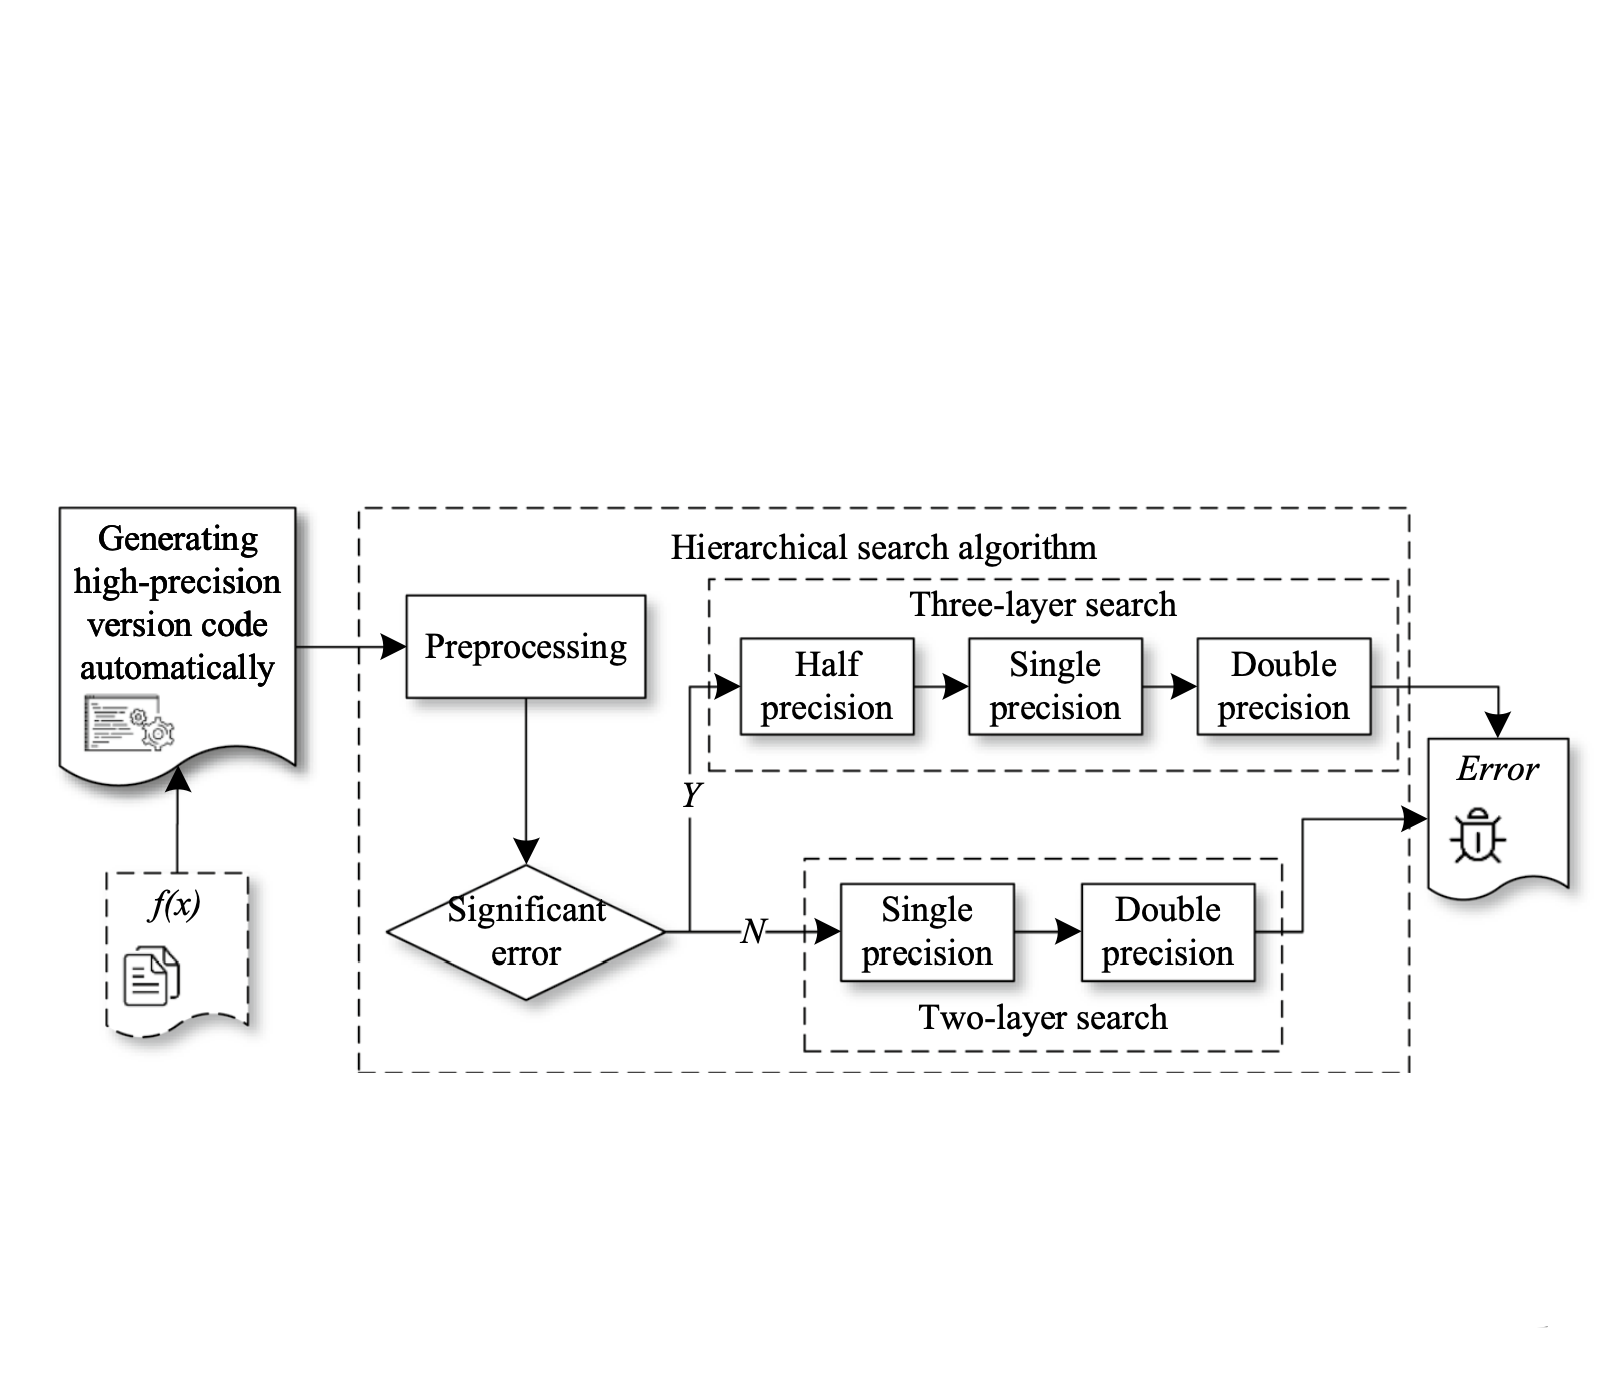 Generating
high-precision
version code
automatically
f(x)
Hierarchical search algorithm
Preprocessing
Significant
error
Y
N
Three-layer search
Half
precision
Single
precision
Double
precision
Single
precision
Double
precision
Two-layer search
Error